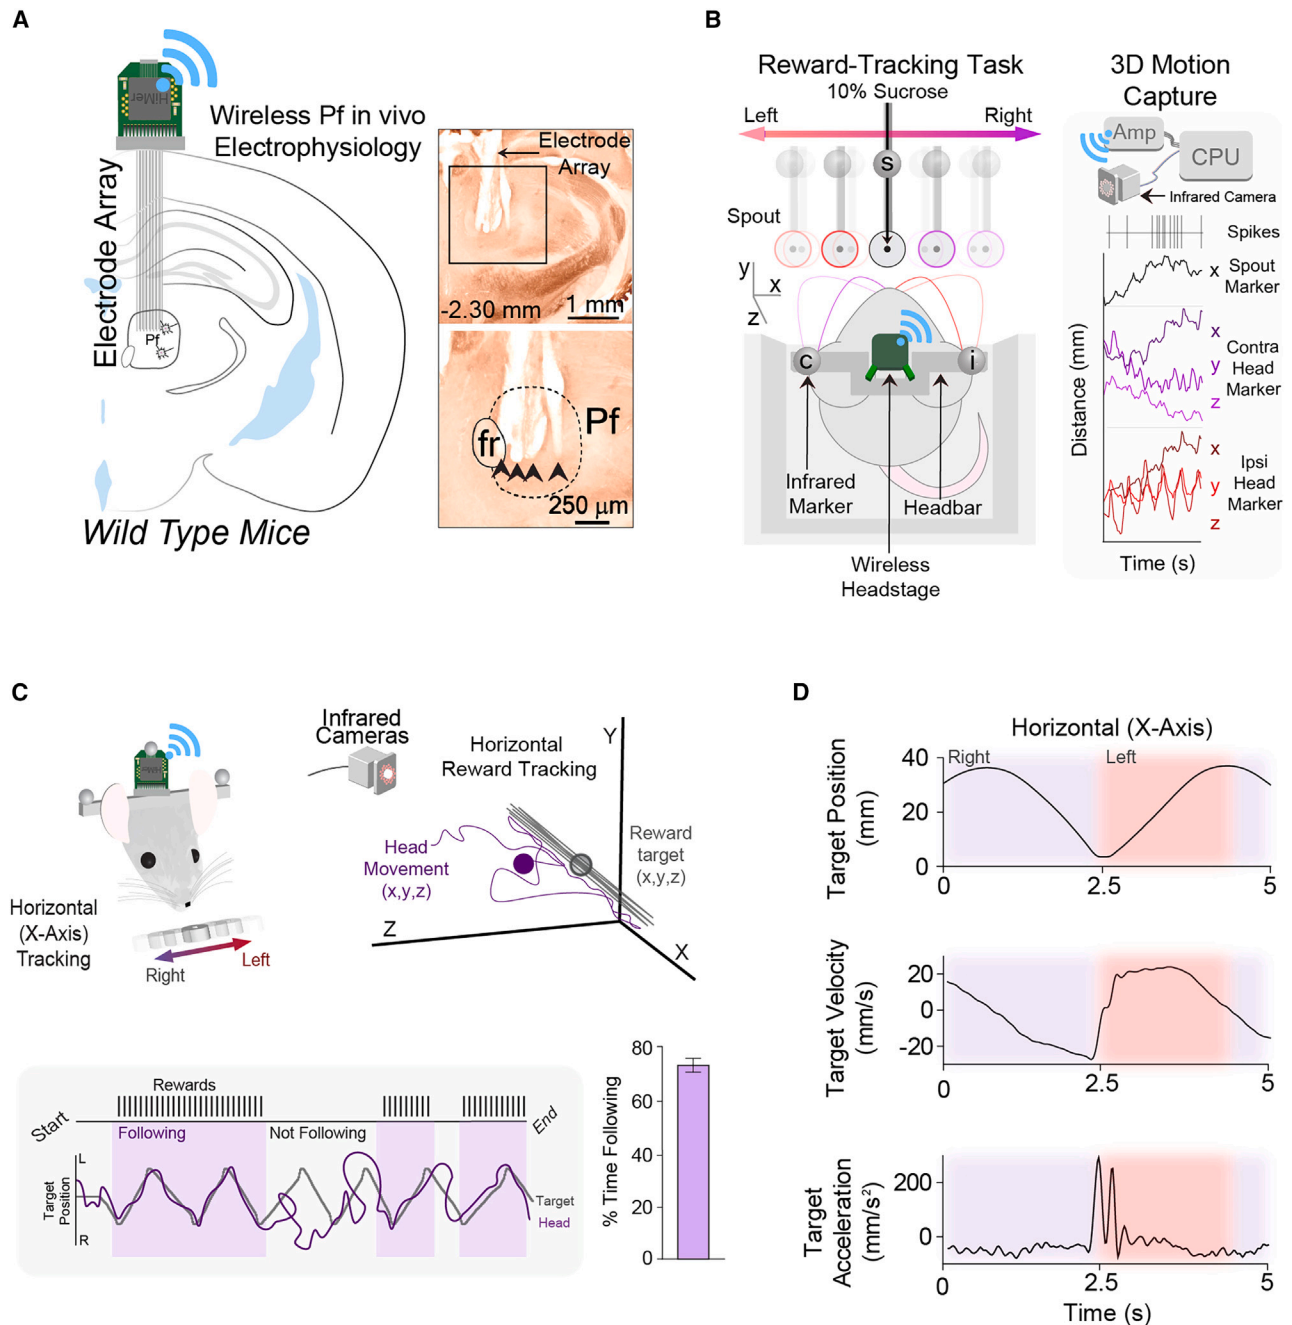 A
HiMer
Wireless Pf in vivo
Electrophysiology
Electrode Array
Pf
Wild Type Mice
Electrode
Array
-2.30 mm
1 mm
fr
Pf
250 µm
B
Reward-Tracking Task
10% Sucrose
Left
Right
S
Spout
y
x
z
c
i
Infrared
Marker
Headbar
Wireless
Headstage
3D Motion
Capture
Amp
CPU
Infrared Camera
Spikes
x
Spout
Marker
x
y
z
Contra
Head
Marker
x
y
z
Ipsi
Head
Marker
Distance (mm)
Time (s)
C
Horizontal
(X-Axis)
Tracking
Right
Left
Infrared
Cameras
Horizontal
Reward Tracking
Y
Head
Movement
(x,y,z)
Reward
target
(x,y,z)
Z
X
Rewards
Start
End
Following
Not Following
L
Target
Position
R
Target
Head
% Time Following
80
60
40
20
0
D
Horizontal (X-Axis)
Right
Left
Target Position
(mm)
40
20
0
0
2.5
5
Target Velocity
(mm/s)
20
0
-20
0
2.5
5
Target
Acceleration
(mm/s²)
200
0
0
2.5
5
Time (s)